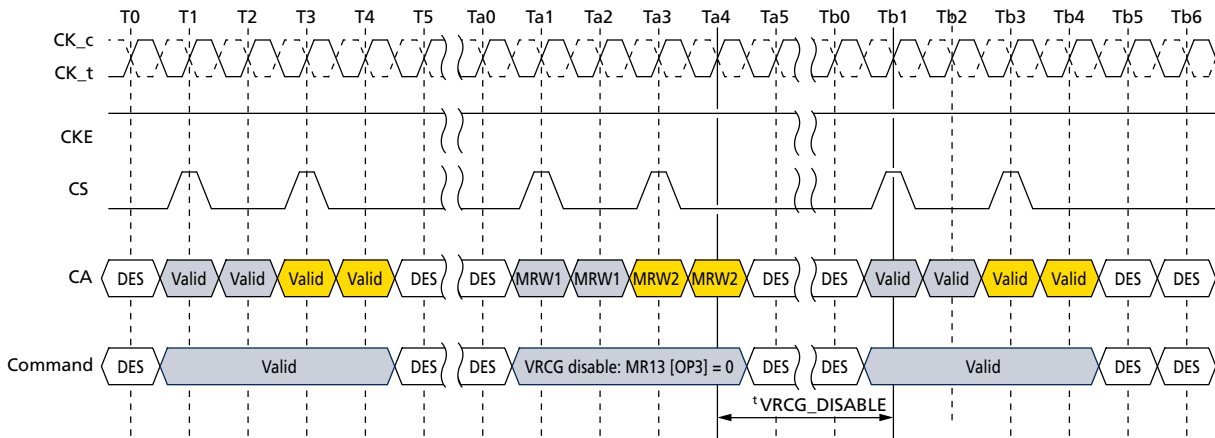 T0 T1 T2 T3 T4 T5 Ta0 Ta1 Ta2 Ta3 Ta4 Ta5 Tb0 Tb1 Tb2 Tb3 Tb4 Tb5 Tb6
CK_c
CK_t
CKE
CS
CA DES Valid Valid Valid Valid DES DES MRW1 MRW1 MRW2 MRW2 DES DES Valid Valid Valid Valid DES DES
Command DES Valid DES DES VRCG disable: MR13 [OP3] = 0 DES DES Valid DES DES
tVRCG_DISABLE